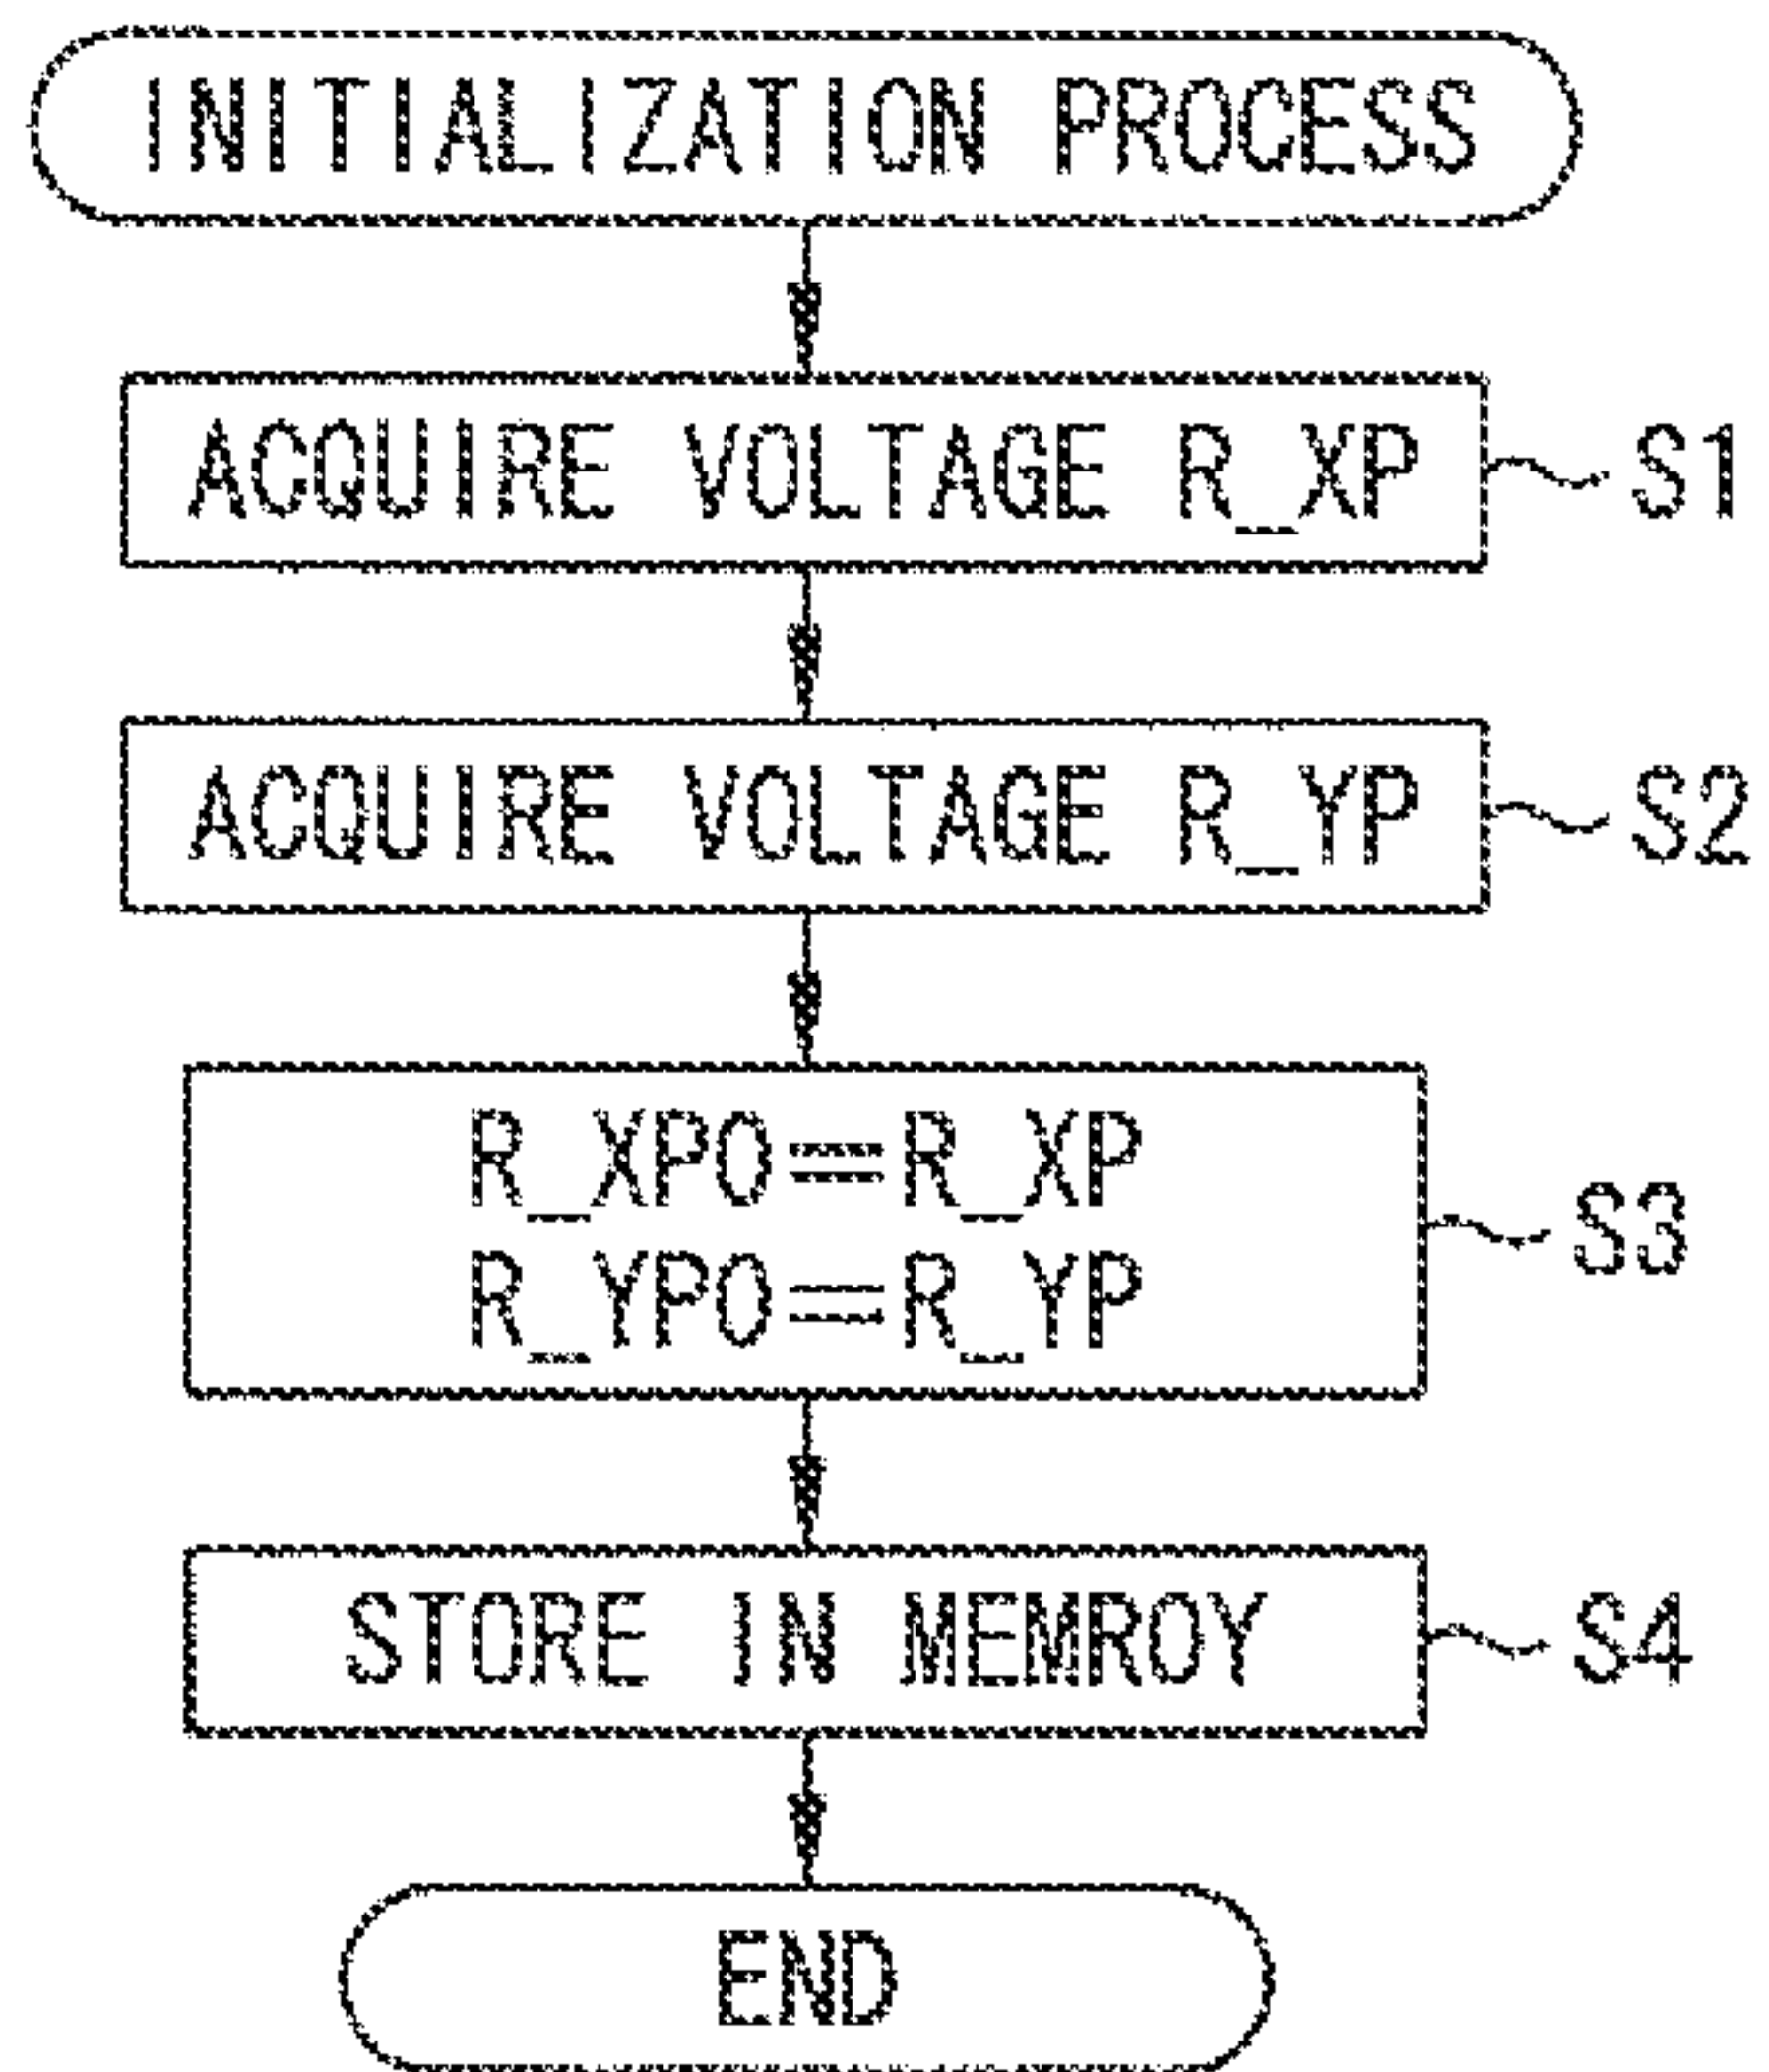 INITIALIZATION PROCESS
ACQUIRE VOLTAGE R_XP
S1
ACQUIRE VOLTAGE R_YP
S2
R_XP0=R_XP
R_YP0=R_YP
S3
STORE IN MEMROY
S4
END